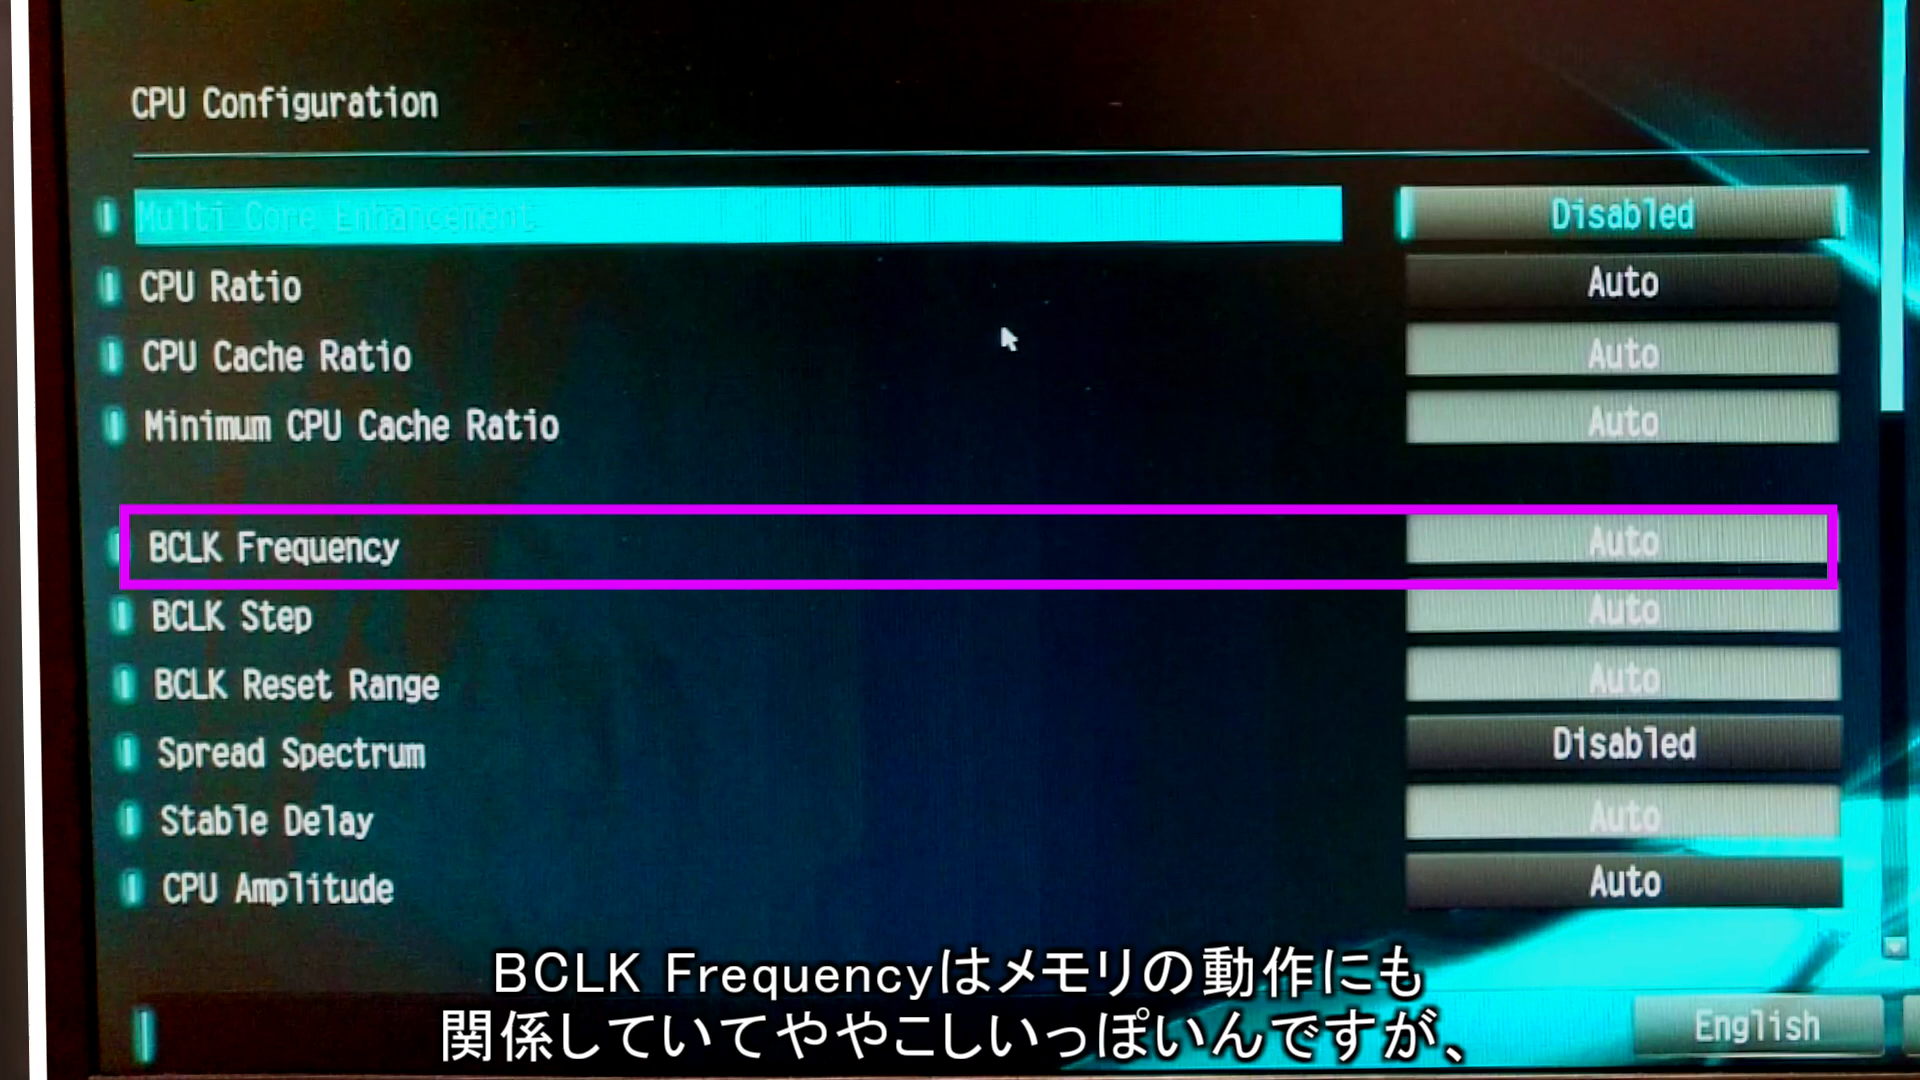 CPU Configuration
Multi Core Enhancement Disabled
CPU Ratio Auto
CPU Cache Ratio Auto
Minimum CPU Cache Ratio Auto
BCLK Frequency Auto
BCLK Step Auto
BCLK Reset Range Auto
Spread Spectrum Disabled
Stable Delay Auto
CPU Amplitude Auto
BCLK Frequencyはメモリの動作にも
関係していてややこしいっぽいんですが、
English